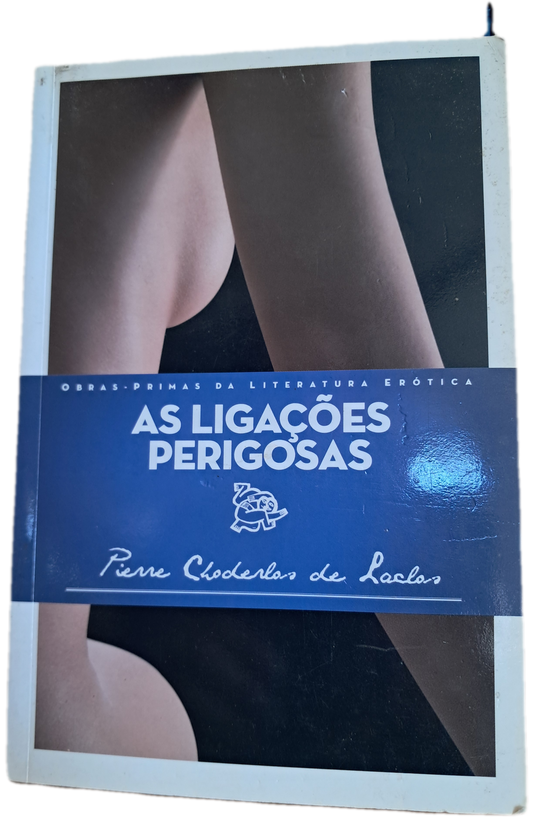 Obras-Primas da Literatura Erótica
AS LIGAÇÕES
PERIGOSAS
Pierre Choderlos de Laclos